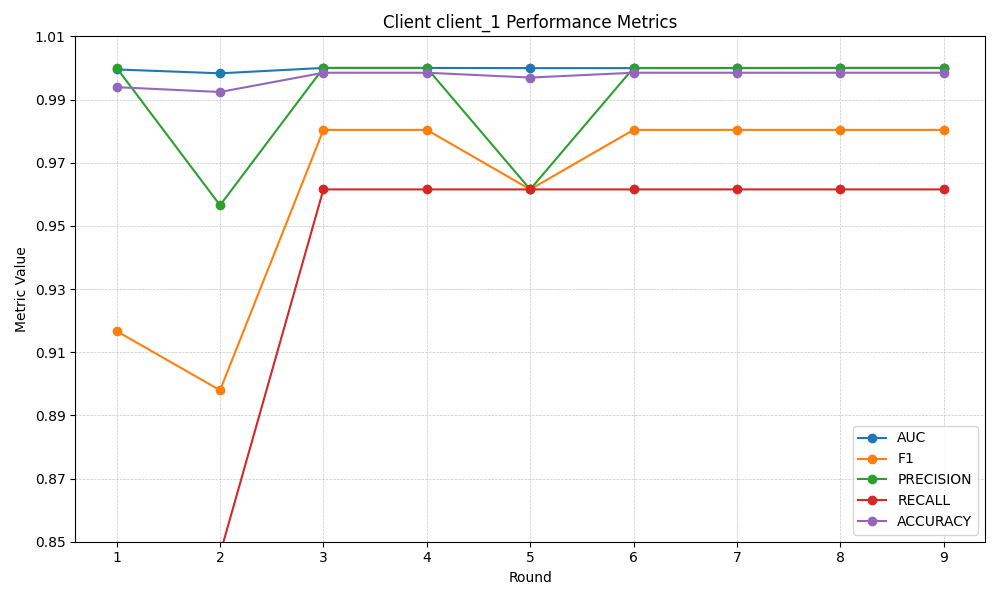 Client client_1 Performance Metrics
1.01
0.99
0.97
0.95
0.93
0.91
0.89
0.87
0.85
Metric Value
1 2 3 4 5 6 7 8 9
Round
AUC
F1
PRECISION
RECALL
ACCURACY